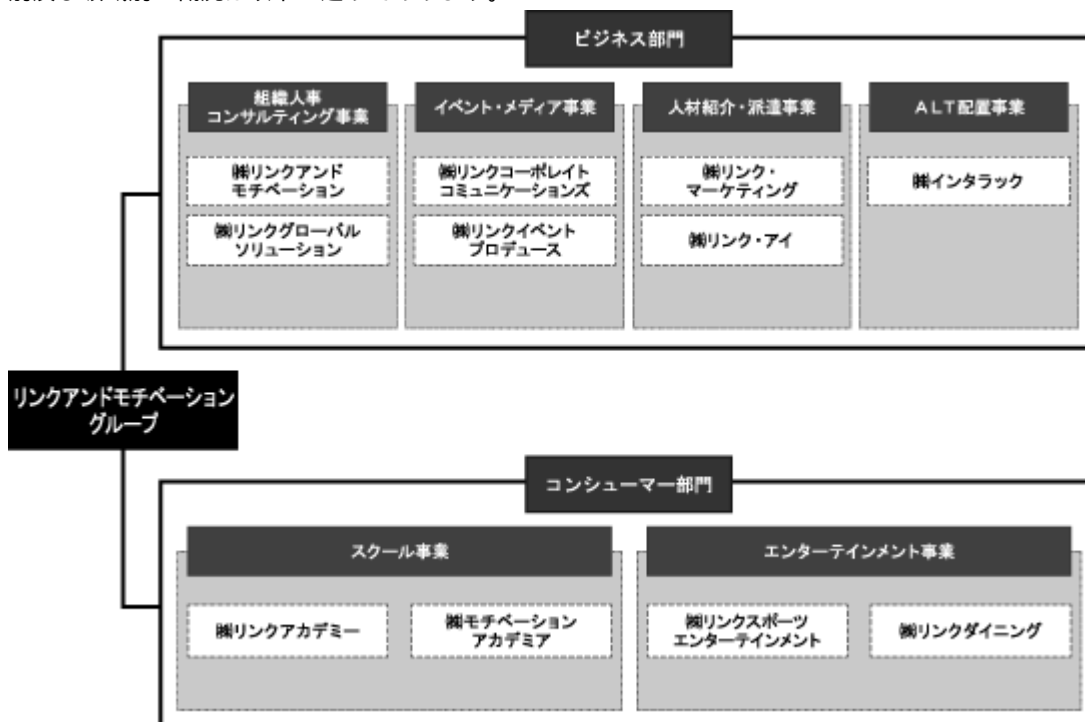 ビジネス部門
組織人事
コンサルティング事業
㈱リンクアンド
モチベーション
㈱リンクグローバル
ソリューション
イベント・メディア事業
㈱リンクコーポレイト
コミュニケーションズ
㈱リンクイベント
プロデュース
人材紹介・派遣事業
㈱リンク・
マーケティング
㈱リンク・アイ
ALT配置事業
㈱インタラック
リンクアンドモチベーション
グループ
コンシューマー部門
スクール事業
㈱リンクアカデミー
㈱モチベーション
アカデミア
エンターテインメント事業
㈱リンクスポーツ
エンターテインメント
㈱リンクダイニング